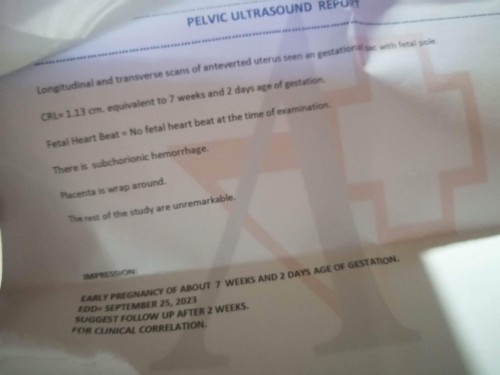 PELVIC ULTRASOUND REPORT
Longitudinal and transverse scans of anteverted uterus seen an gestational sac with fetal pole.
CRL= 1.13 cm. equivalent to 7 weeks and 2 days age of gestation.
Fetal Heart Beat = No fetal heart beat at the time of examination.
There is subchorionic hemorrhage.
Placenta is wrap around.
The rest of the study are unremarkable.
IMPRESSION:
EARLY PREGNANCY OF ABOUT 7 WEEKS AND 2 DAYS AGE OF GESTATION.
EDD= SEPTEMBER 25, 2023
SUGGEST FOLLOW UP AFTER 2 WEEKS.
FOR CLINICAL CORRELATION.